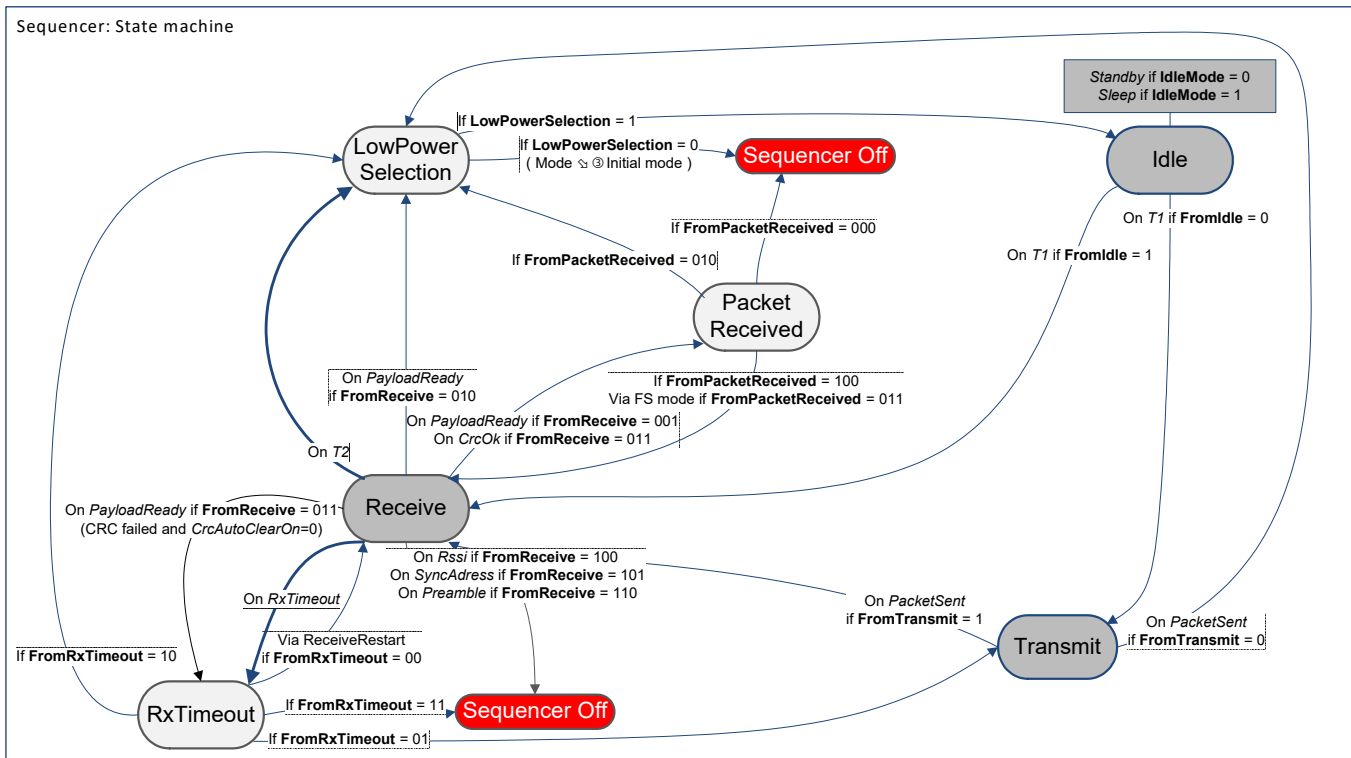 Sequencer: State machine
Standby if IdleMode = 0
Sleep if IdleMode = 1
If LowPowerSelection = 1
LowPower
Selection
If LowPowerSelection = 0
( Mode ⇘ ③ Initial mode )
Sequencer Off
Idle
On T1 if FromIdle = 0
If FromPacketReceived = 000
On T1 if FromIdle = 1
If FromPacketReceived = 010
Packet
Received
On PayloadReady
if FromReceive = 010
If FromPacketReceived = 100
Via FS mode if FromPacketReceived = 011
On PayloadReady if FromReceive = 001
On CrcOk if FromReceive = 011
On T2
Receive
On PayloadReady if FromReceive = 011
(CRC failed and CrcAutoClearOn=0)
On Rssi if FromReceive = 100
On SyncAdress if FromReceive = 101
On Preamble if FromReceive = 110
On RxTimeout
On PacketSent
if FromTransmit = 1
On PacketSent
if FromTransmit = 0
Via ReceiveRestart
if FromRxTimeout = 00
Transmit
If FromRxTimeout = 10
RxTimeout
If FromRxTimeout = 11
Sequencer Off
If FromRxTimeout = 01